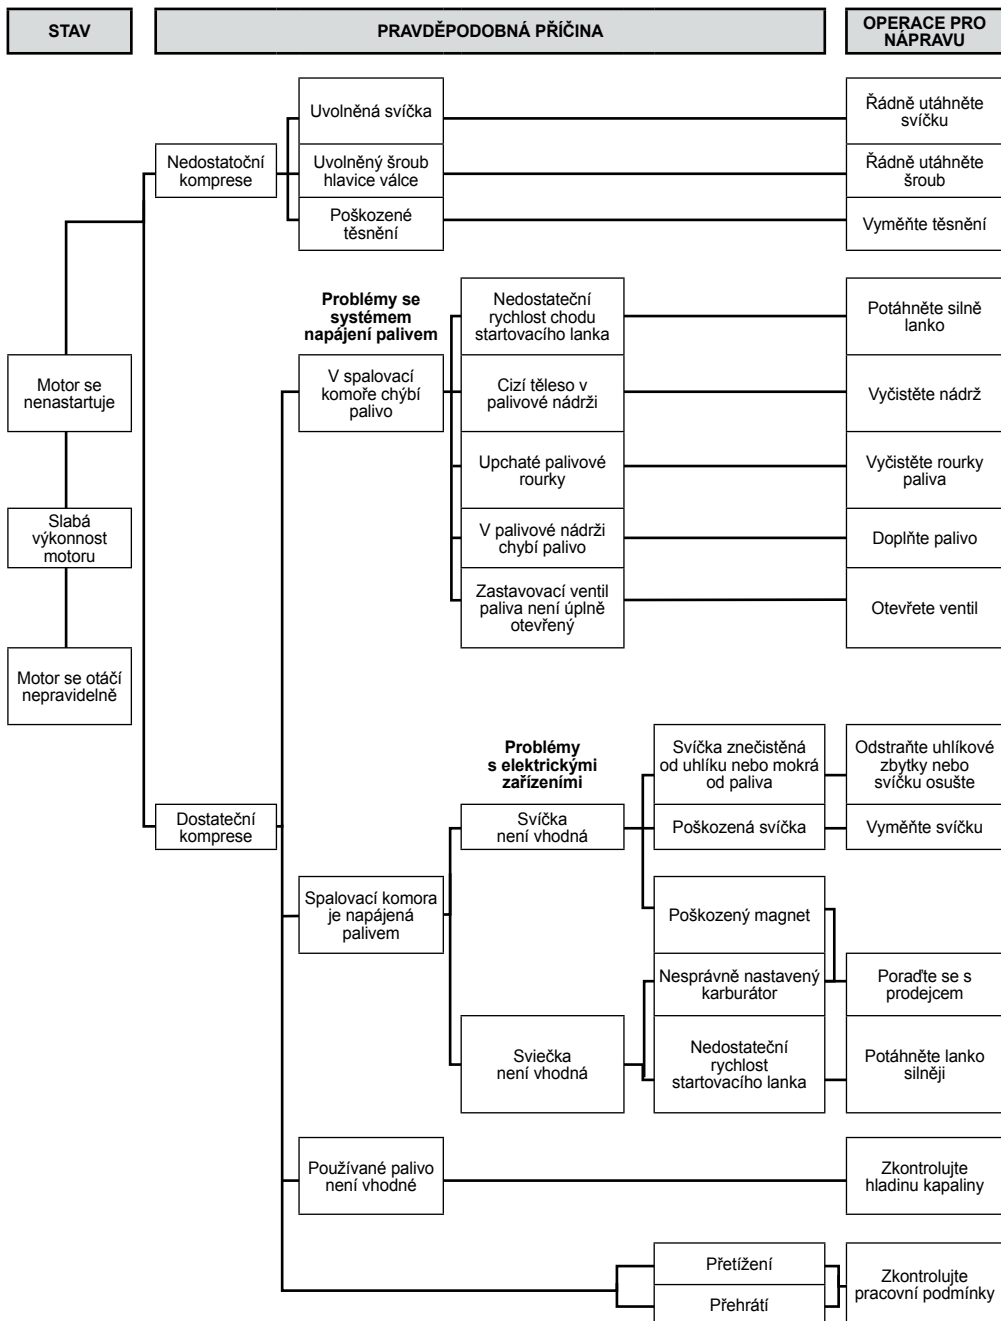 STAV
PRAVDĚPODOBNÁ PŘÍČINA
OPERACE PRO
NÁPRAVU
Uvolněná svíčka
Řádně utáhněte
svíčku
Nedostatoční
komprese
Uvolněný šroub
hlavice válce
Řádně utáhněte
šroub
Poškozené
těsnění
Vyměňte těsnění
Problémy se
systémem
napájení palivem
Nedostateční
rychlost chodu
startovacího lanka
Potáhněte silně
lanko
Motor se
nenastartuje
V spalovací
komoře chýbí
palivo
Cizí těleso v
palivové nádrži
Vyčistěte nádrž
Upchaté palivové
rourky
Vyčistěte rourky
paliva
Slabá
výkonnost
motoru
V palivové nádrži
chybí palivo
Doplňte palivo
Zastavovací ventil
paliva není úplně
otevřený
Otevřete ventil
Motor se otáčí
nepravidelně
Problémy
s elektrickými
zařízeními
Svíčka znečistěná
od uhlíku nebo mokrá
od paliva
Odstraňte uhlíkové
zbytky nebo
svíčku osušte
Dostateční
komprese
Svíčka
není vhodná
Poškozená svíčka
Vyměňte svíčku
Spalovací komora
je napájená
palivem
Poškozený magnet
Nesprávně nastavený
karburátor
Poraďte se s
prodejcem
Sviečka
není vhodná
Nedostateční
rychlost
startovacího lanka
Potáhněte lanko
silněji
Používané palivo
není vhodné
Zkontrolujte
hladinu kapaliny
Přetížení
Přehrátí
Zkontrolujte
pracovní podmínky